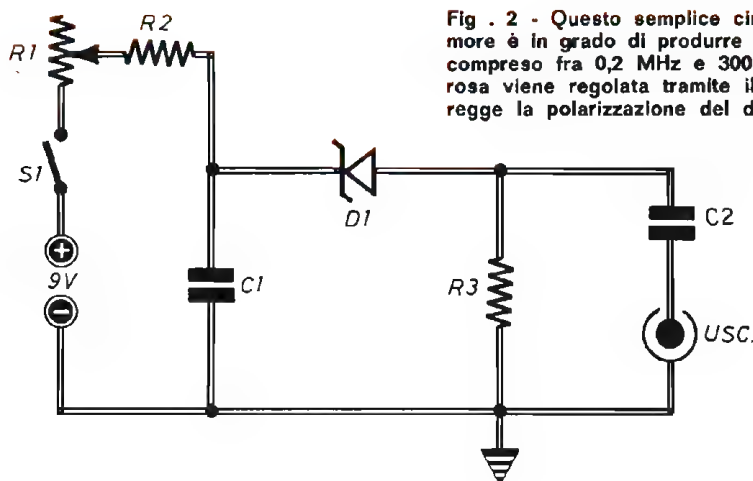 Fig . 2 - Questo semplice cir
more è in grado di produrre
compreso fra 0,2 MHz e 300
rosa viene regolata tramite il
regge la polarizzazione del d
R1
R2
S1
D1
C2
9V
C1
R3
USC.